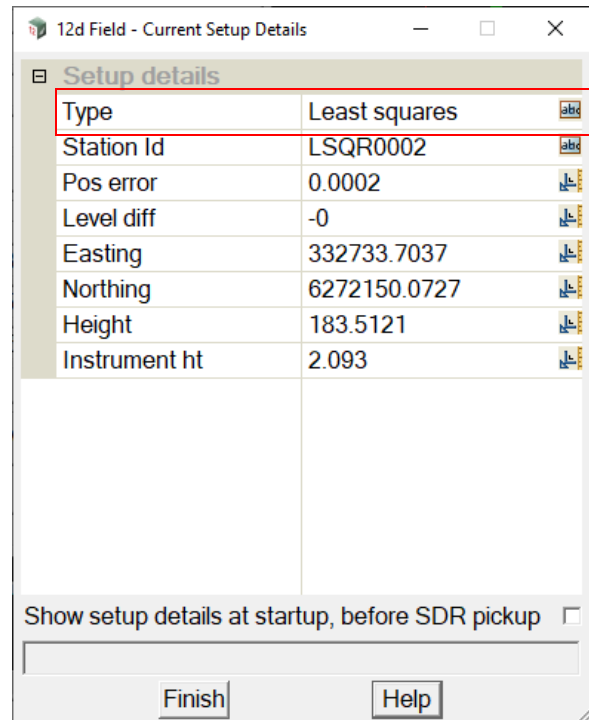 12d Field - Current Setup Details
Setup details
Type Least squares abc
Station Id LSQR0002 abc
Pos error 0.0002
Level diff -0
Easting 332733.7037
Northing 6272150.0727
Height 183.5121
Instrument ht 2.093
Show setup details at startup, before SDR pickup
Finish Help